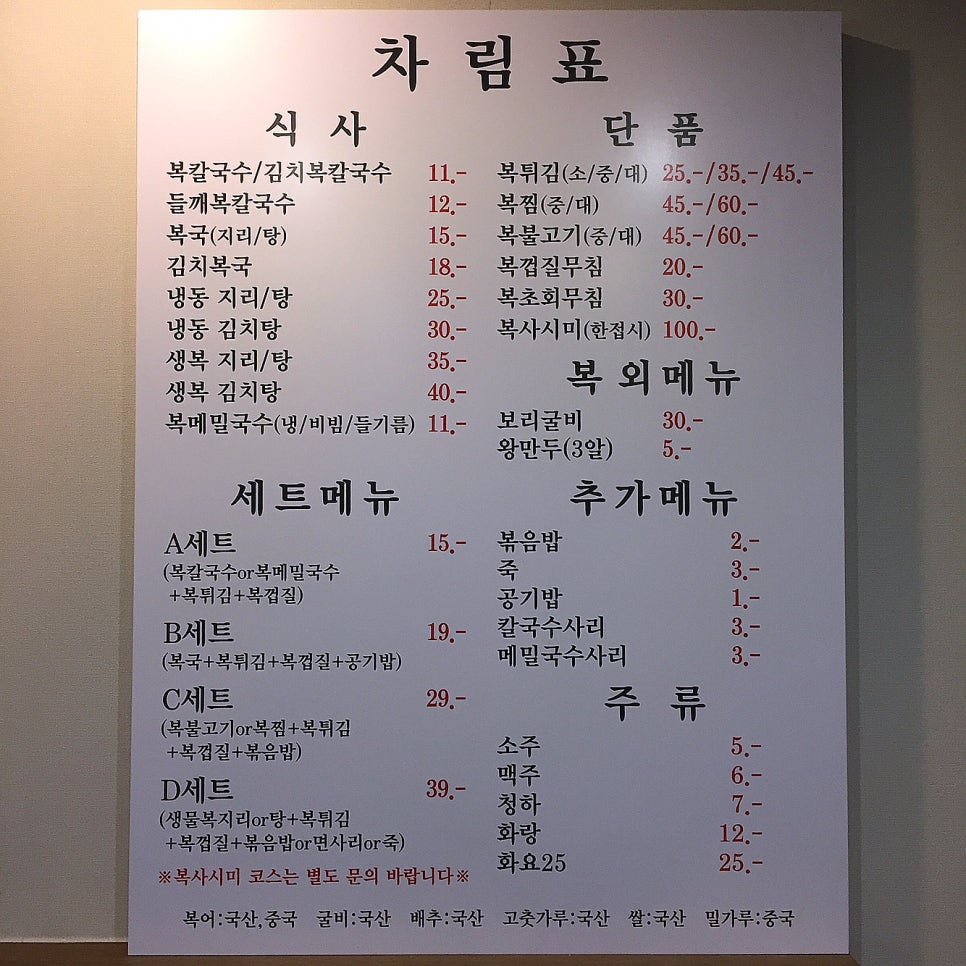 차림표
식사
복칼국수/김치복칼국수 11.-
들깨복칼국수 12.-
복국(지리/탕) 15.-
김치복국 18.-
냉동 지리/탕 25.-
냉동 김치탕 30.-
생복 지리/탕 35.-
생복 김치탕 40.-
복메밀국수(냉/비빔/들기름) 11.-
단품
복튀김(소/중/대) 25.-/35.-/45.-
복찜(중/대) 45.-/60.-
복불고기(중/대) 45.-/60.-
복껍질무침 20.-
복초회무침 30.-
복사시미(한접시) 100.-
복 외메뉴
보리굴비 30.-
왕만두(3알) 5.-
세트메뉴
A세트 15.-
(복칼국수or복메밀국수
+복튀김+복껍질)
B세트 19.-
(복국+복튀김+복껍질+공기밥)
C세트 29.-
(복불고기or복찜+복튀김
+복껍질+볶음밥)
D세트 39.-
(생물복지리or탕+복튀김
+복껍질+볶음밥or면사리or죽)
※복사시미 코스는 별도 문의 바랍니다※
추가메뉴
볶음밥 2.-
죽 3.-
공기밥 1.-
칼국수사리 3.-
메밀국수사리 3.-
주류
소주 5.-
맥주 6.-
청하 7.-
화랑 12.-
화요25 25.-
복어:국산,중국 굴비:국산 배추:국산 고춧가루:국산 쌀:국산 밀가루:중국